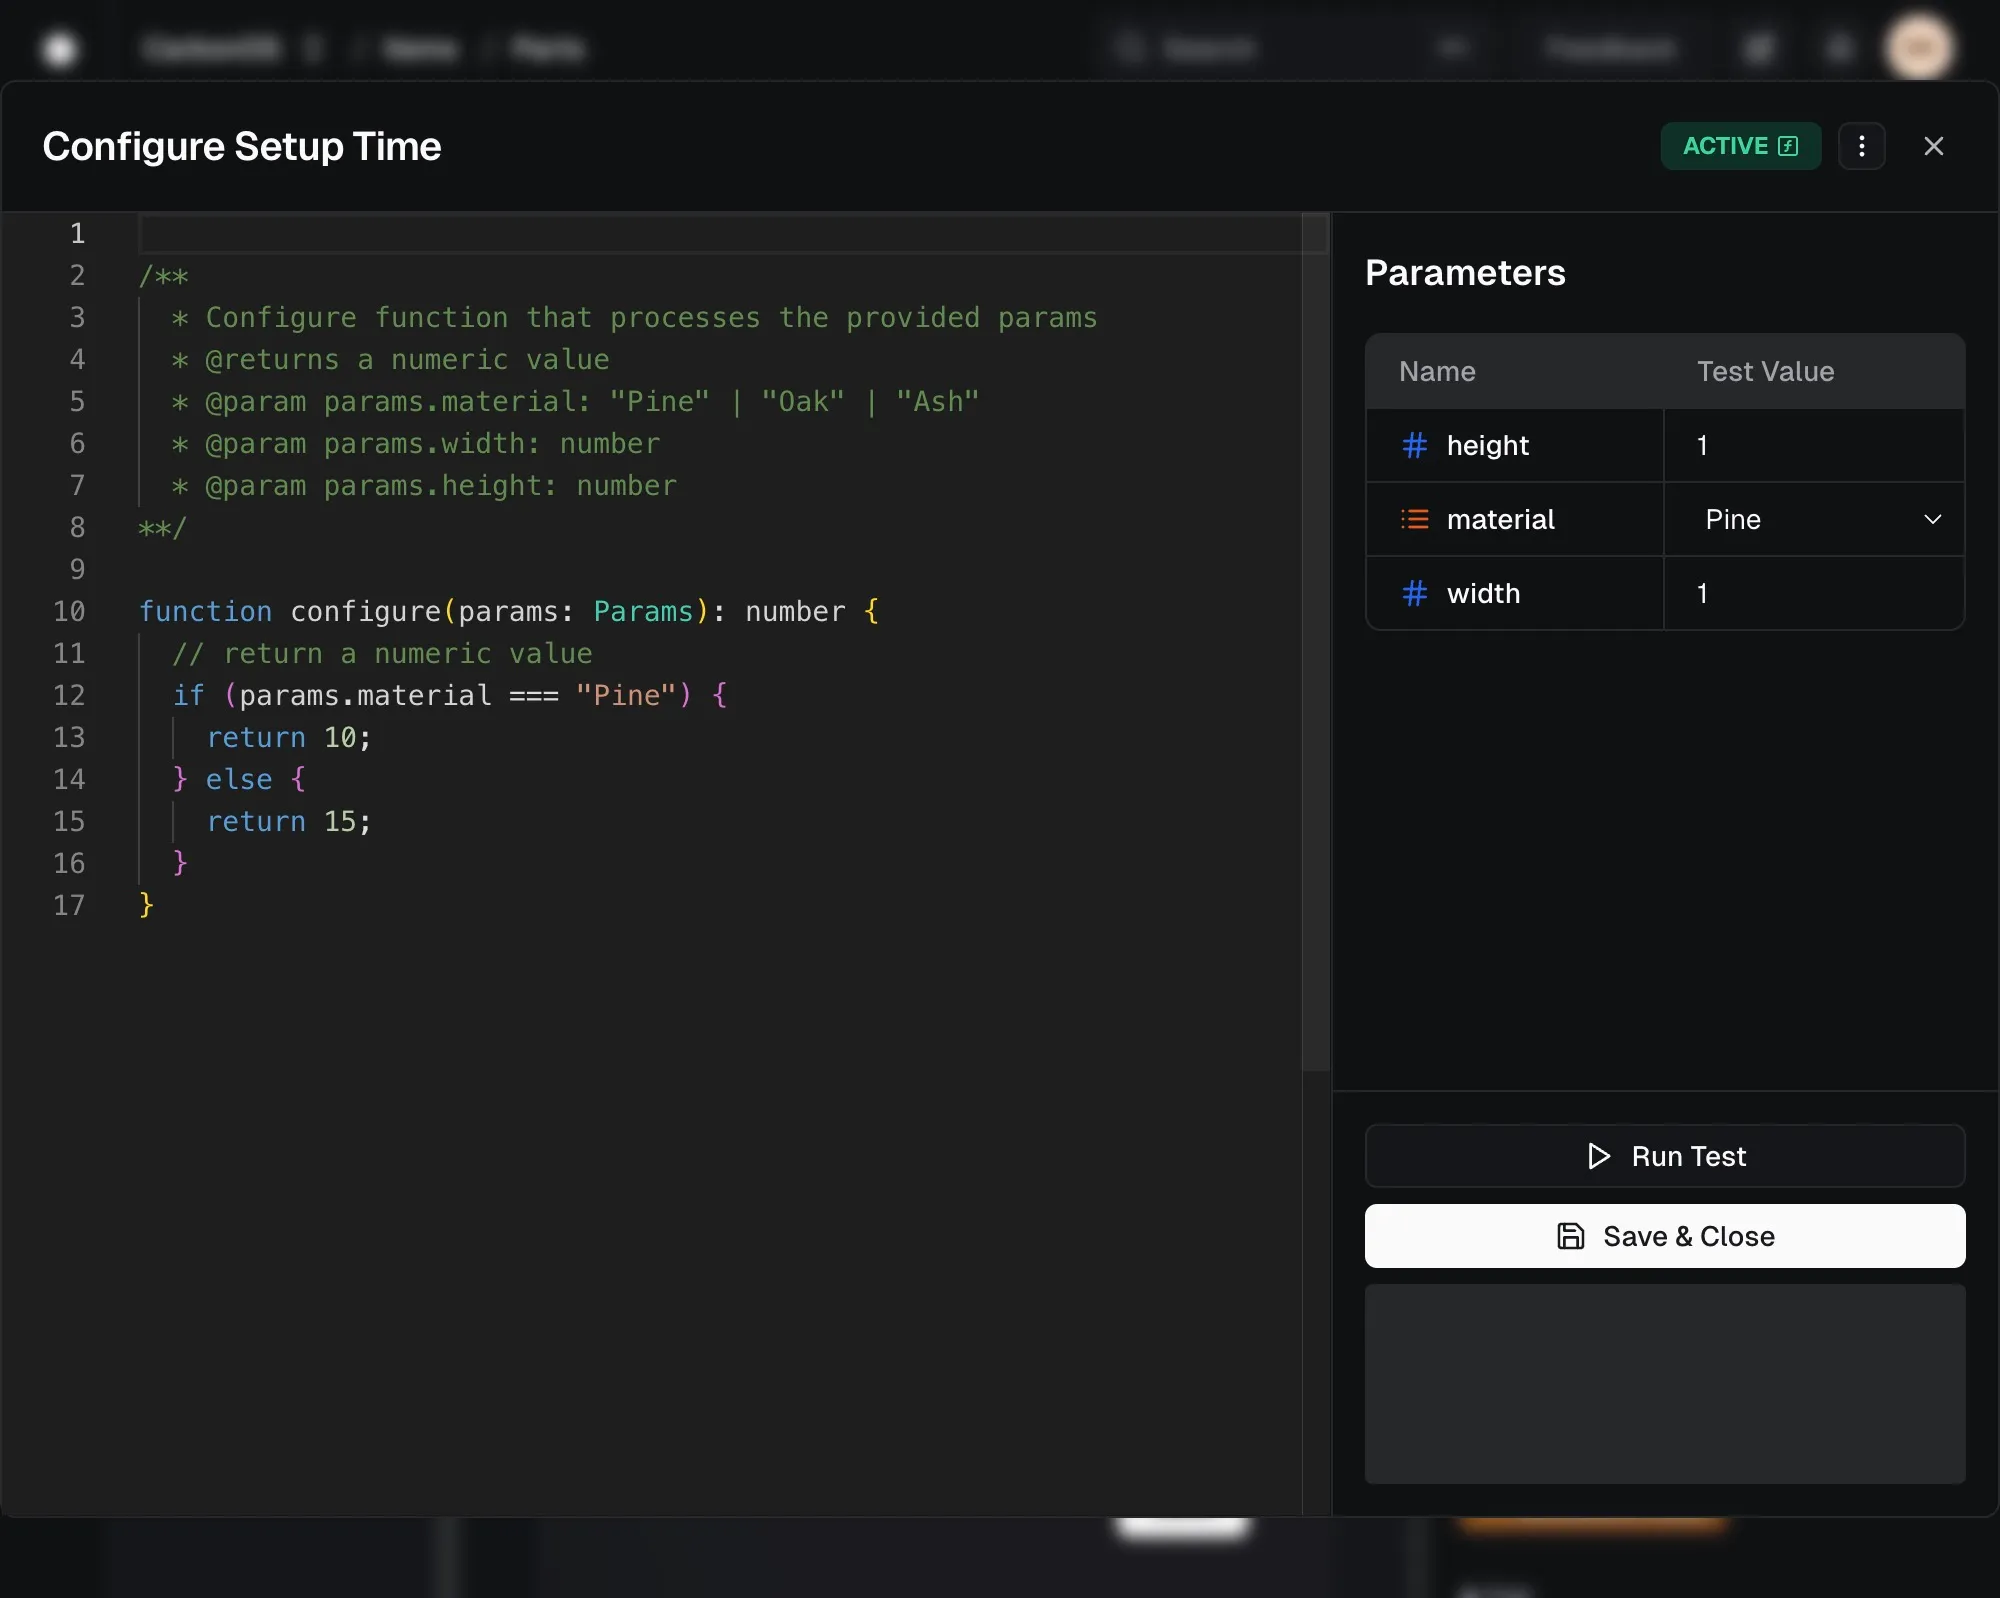 Search
Feedback
Configure Setup Time
ACTIVE
1
2 /**
3 * Configure function that processes the provided params
4 * @returns a numeric value
5 * @param params.material: "Pine" | "Oak" | "Ash"
6 * @param params.width: number
7 * @param params.height: number
8 **/
9
10 function configure(params: Params): number {
11 // return a numeric value
12 if (params.material === "Pine") {
13 return 10;
14 } else {
15 return 15;
16 }
17 }
Parameters
Name Test Value
height 1
material Pine
width 1
Run Test
Save & Close